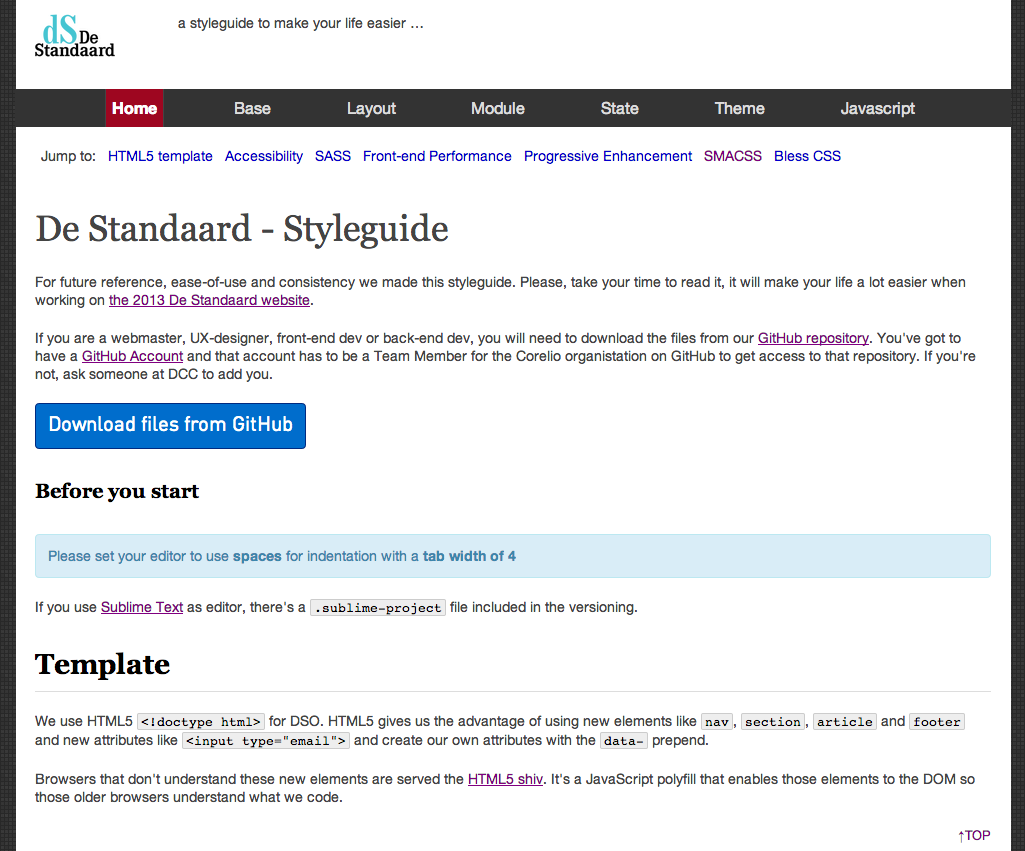 dS De
Standaard
a styleguide to make your life easier …
Home Base Layout Module State Theme Javascript
Jump to: HTML5 template Accessibility SASS Front-end Performance Progressive Enhancement SMACSS Bless CSS
De Standaard - Styleguide
For future reference, ease-of-use and consistency we made this styleguide. Please, take your time to read it, it will make your life a lot easier when
working on the 2013 De Standaard website.
If you are a webmaster, UX-designer, front-end dev or back-end dev, you will need to download the files from our GitHub repository. You've got to
have a GitHub Account and that account has to be a Team Member for the Corelio organistation on GitHub to get access to that repository. If you're
not, ask someone at DCC to add you.
Download files from GitHub
Before you start
Please set your editor to use spaces for indentation with a tab width of 4
If you use Sublime Text as editor, there's a .sublime-project file included in the versioning.
Template
We use HTML5 <!doctype html> for DSO. HTML5 gives us the advantage of using new elements like nav, section, article and footer
and new attributes like <input type="email"> and create our own attributes with the data- prepend.
Browsers that don't understand these new elements are served the HTML5 shiv. It's a JavaScript polyfill that enables those elements to the DOM so
those older browsers understand what we code.
↑TOP